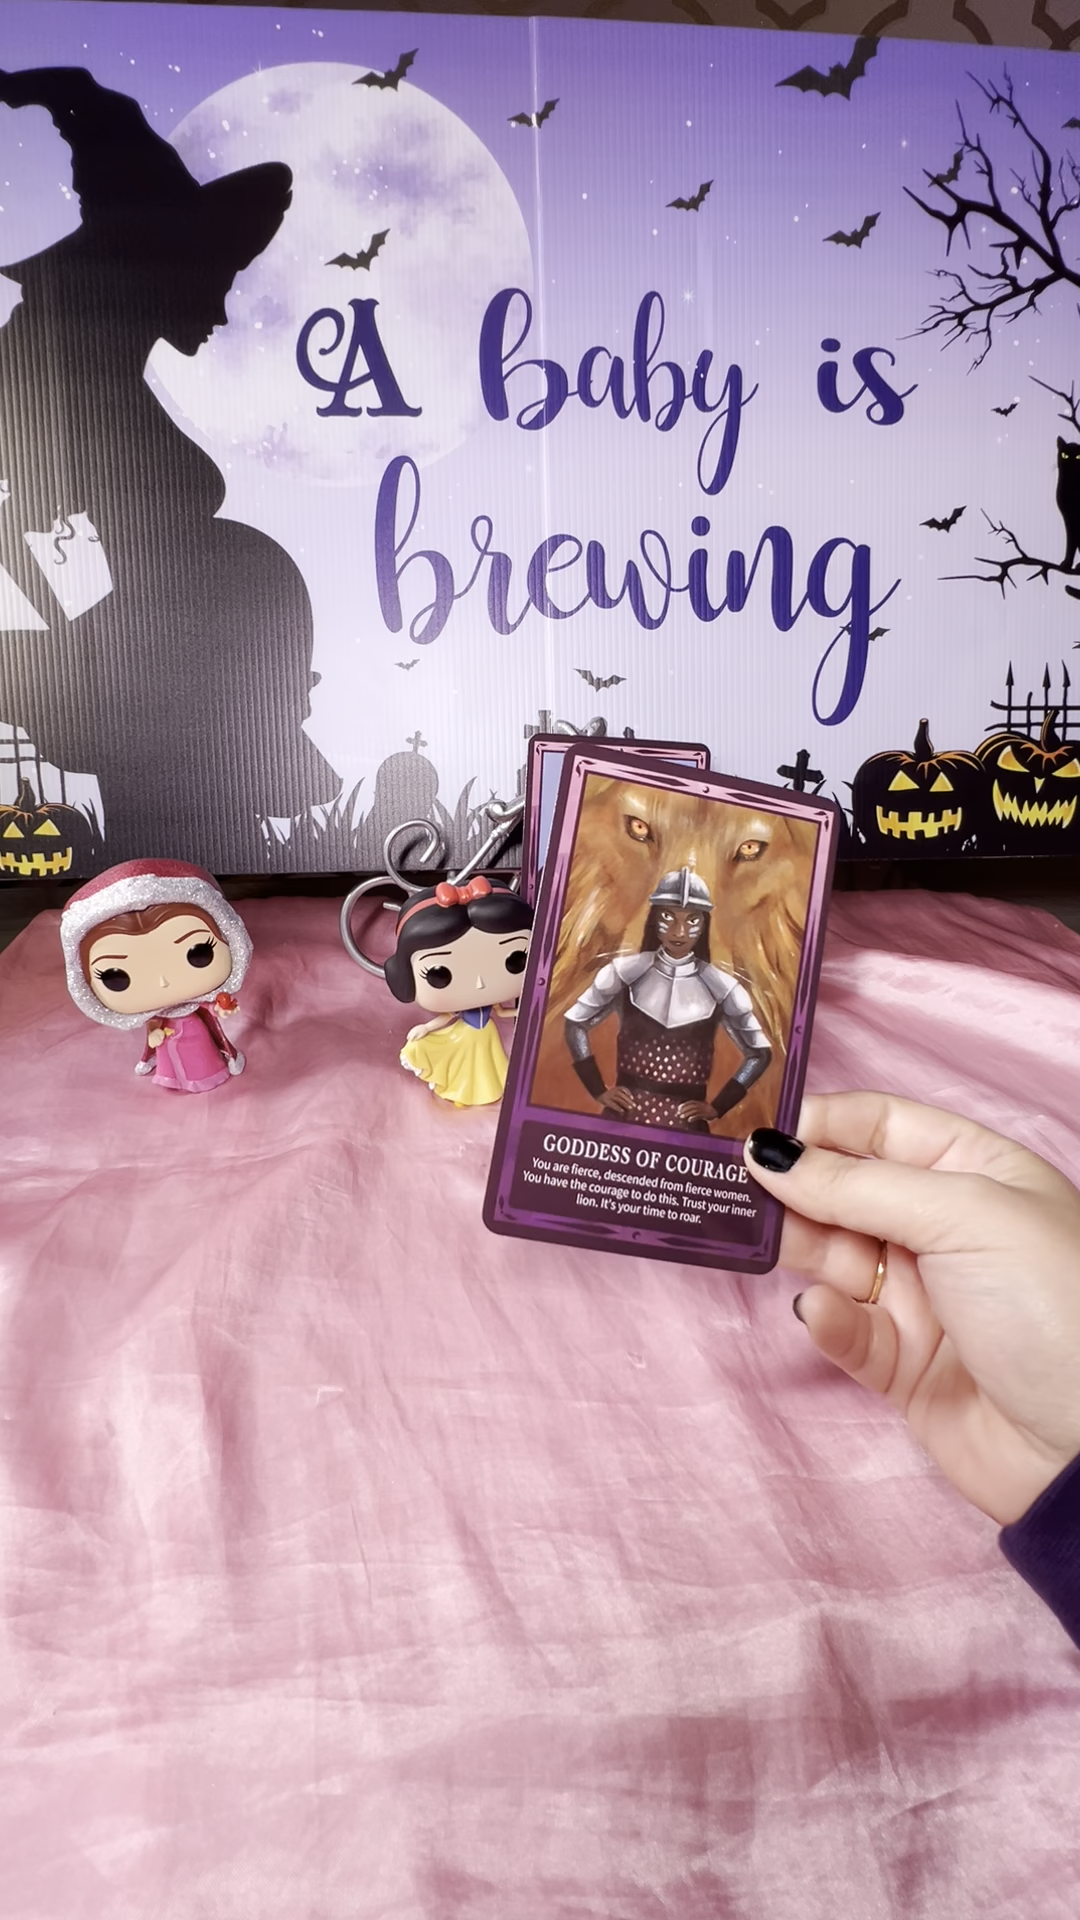 A baby is
brewing
GODDESS OF COURAGE
You are fierce, descended from fierce women.
You have the courage to do this. Trust your inner
lion. It's your time to roar.